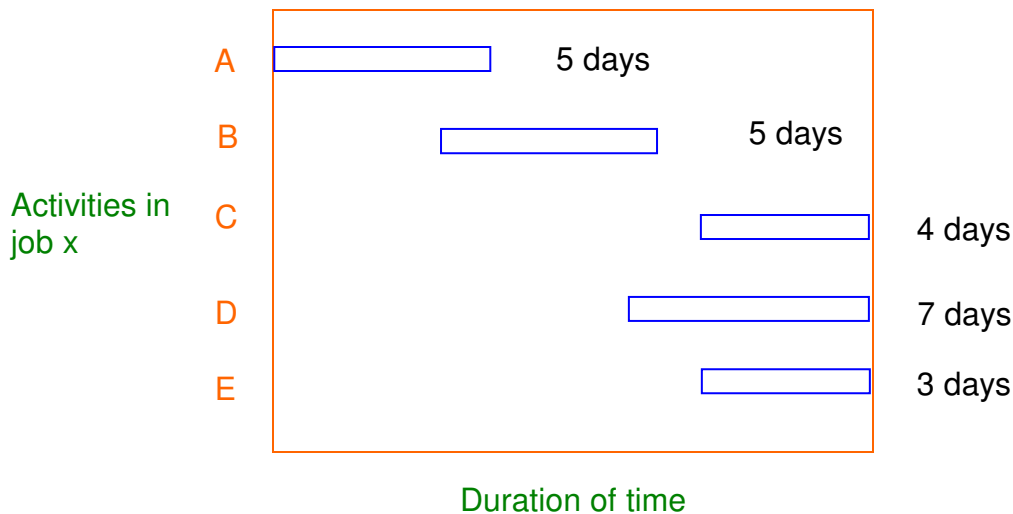 A 5 days
B 5 days
Activities in
job x
C 4 days
D 7 days
E 3 days
Duration of time